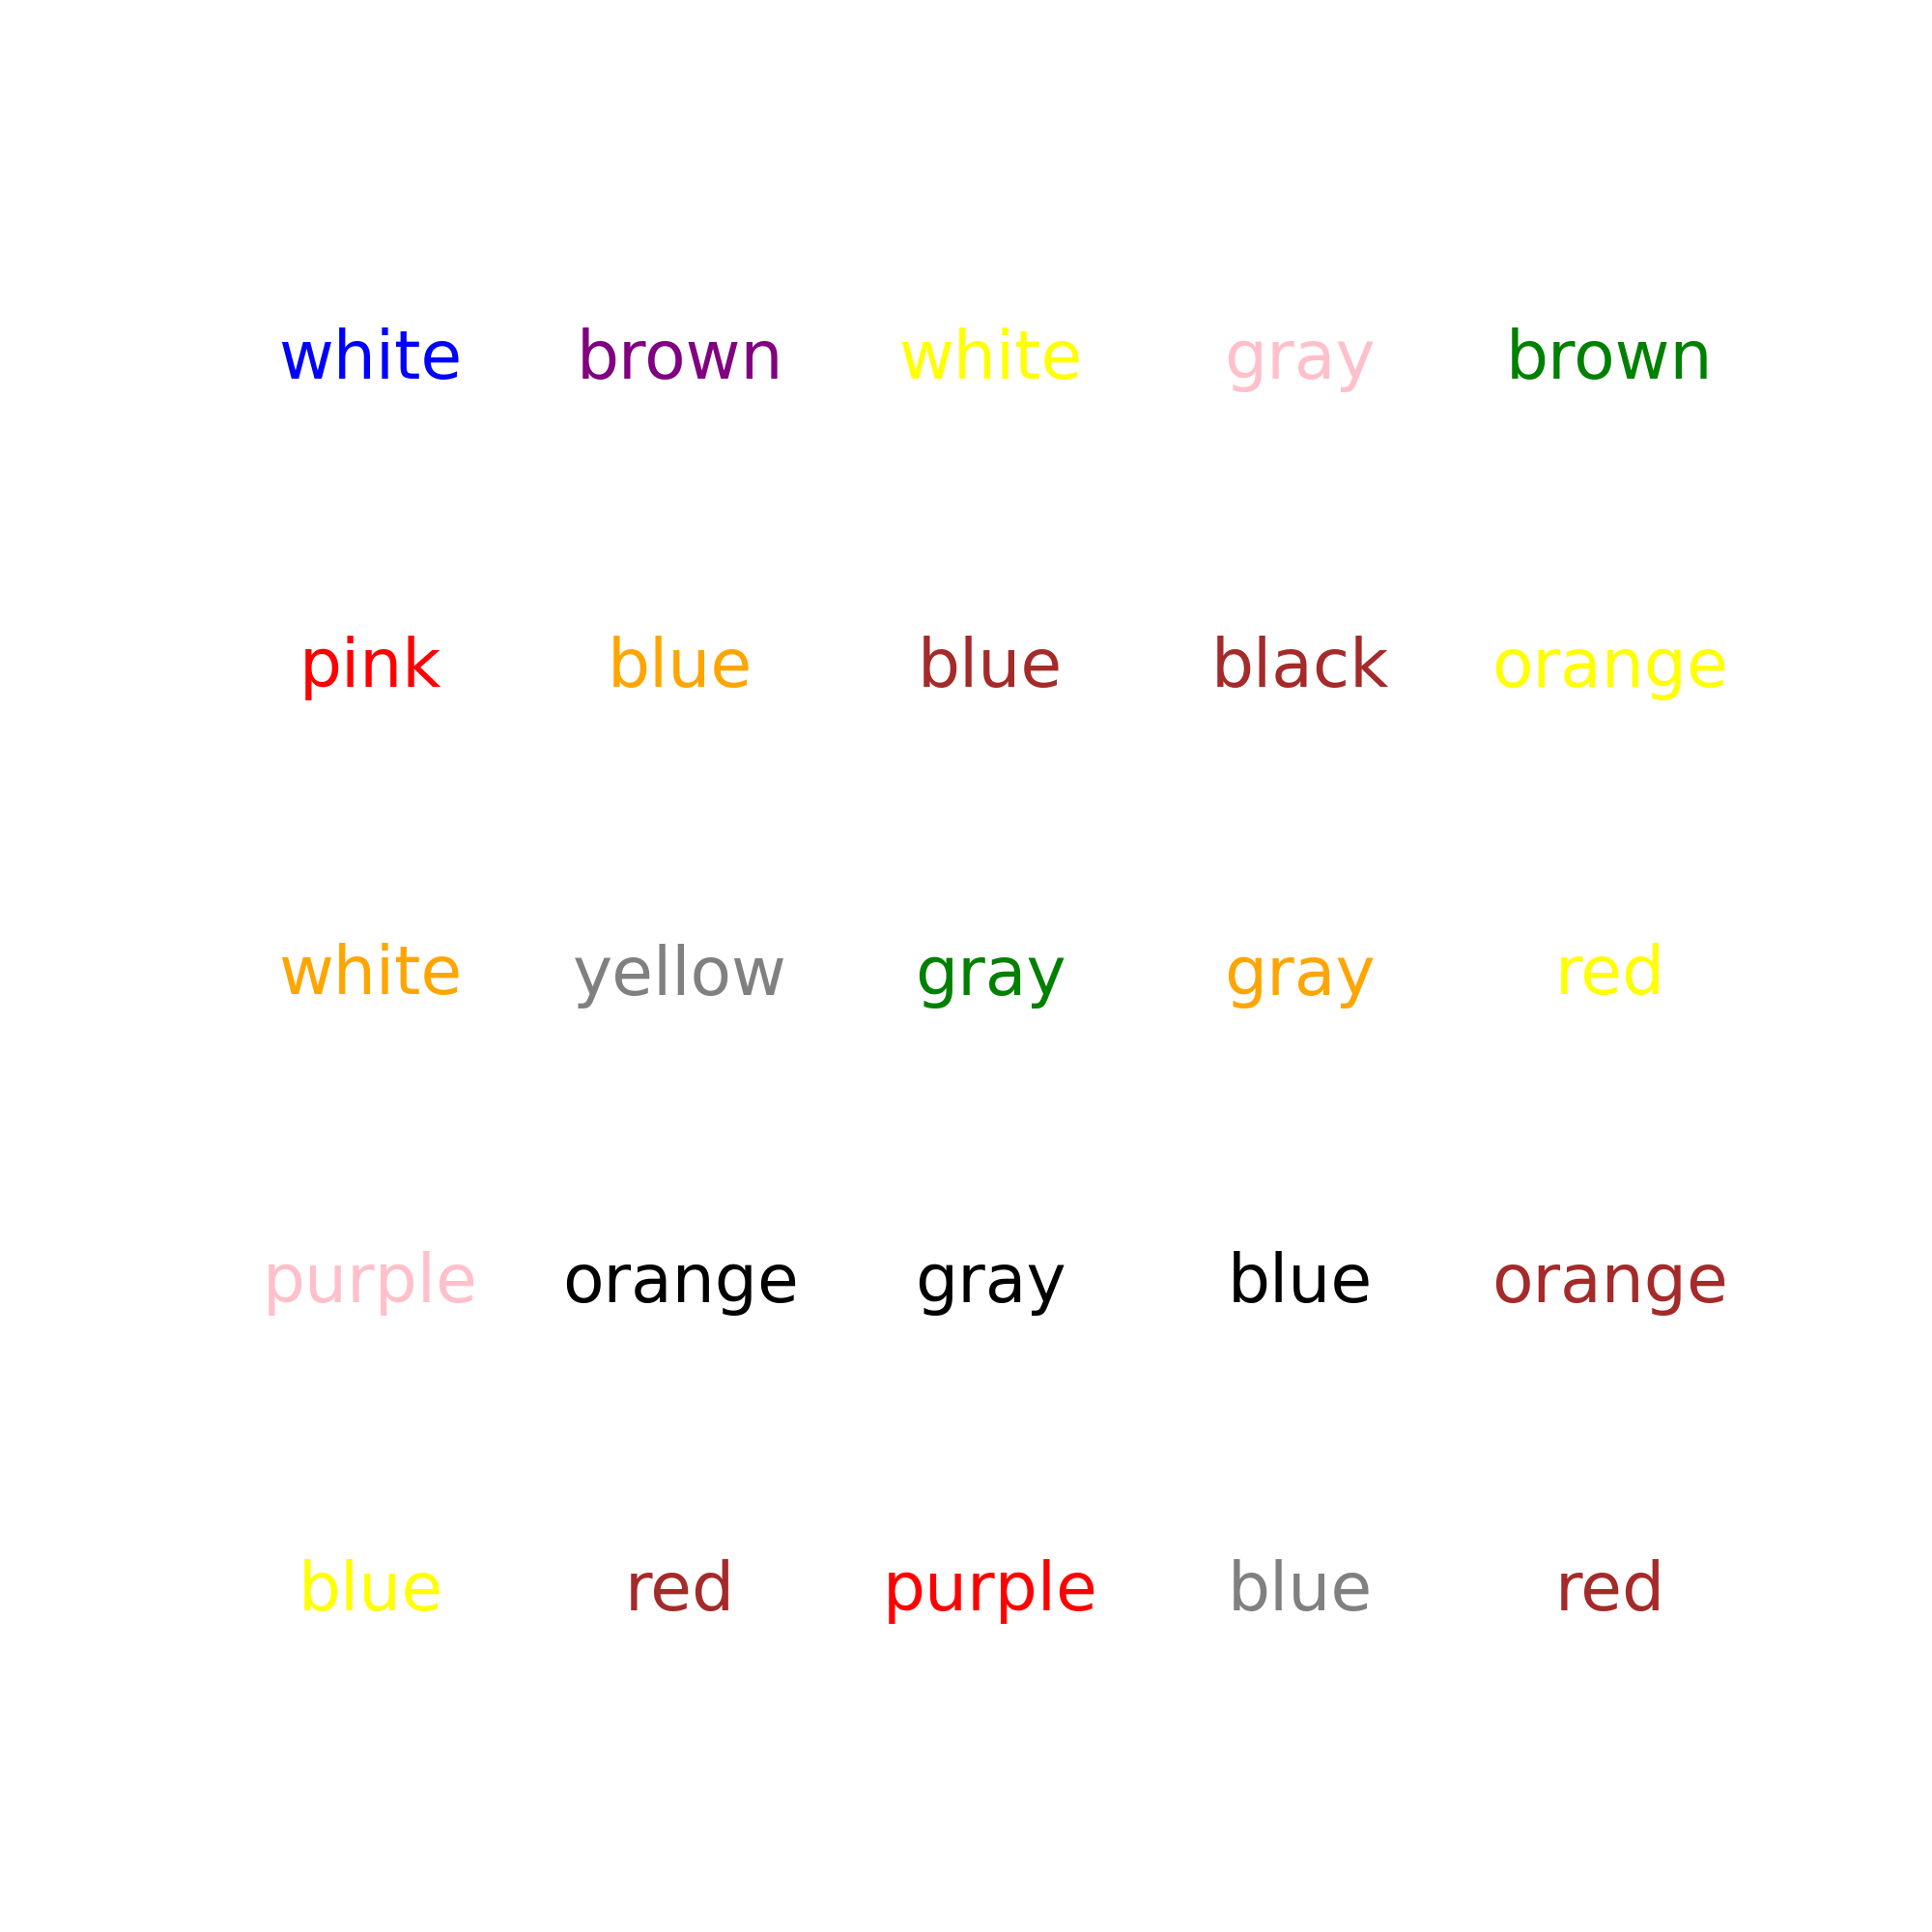 white brown white gray brown
pink blue blue black orange
white yellow gray gray red
purple orange gray blue orange
blue red purple blue red